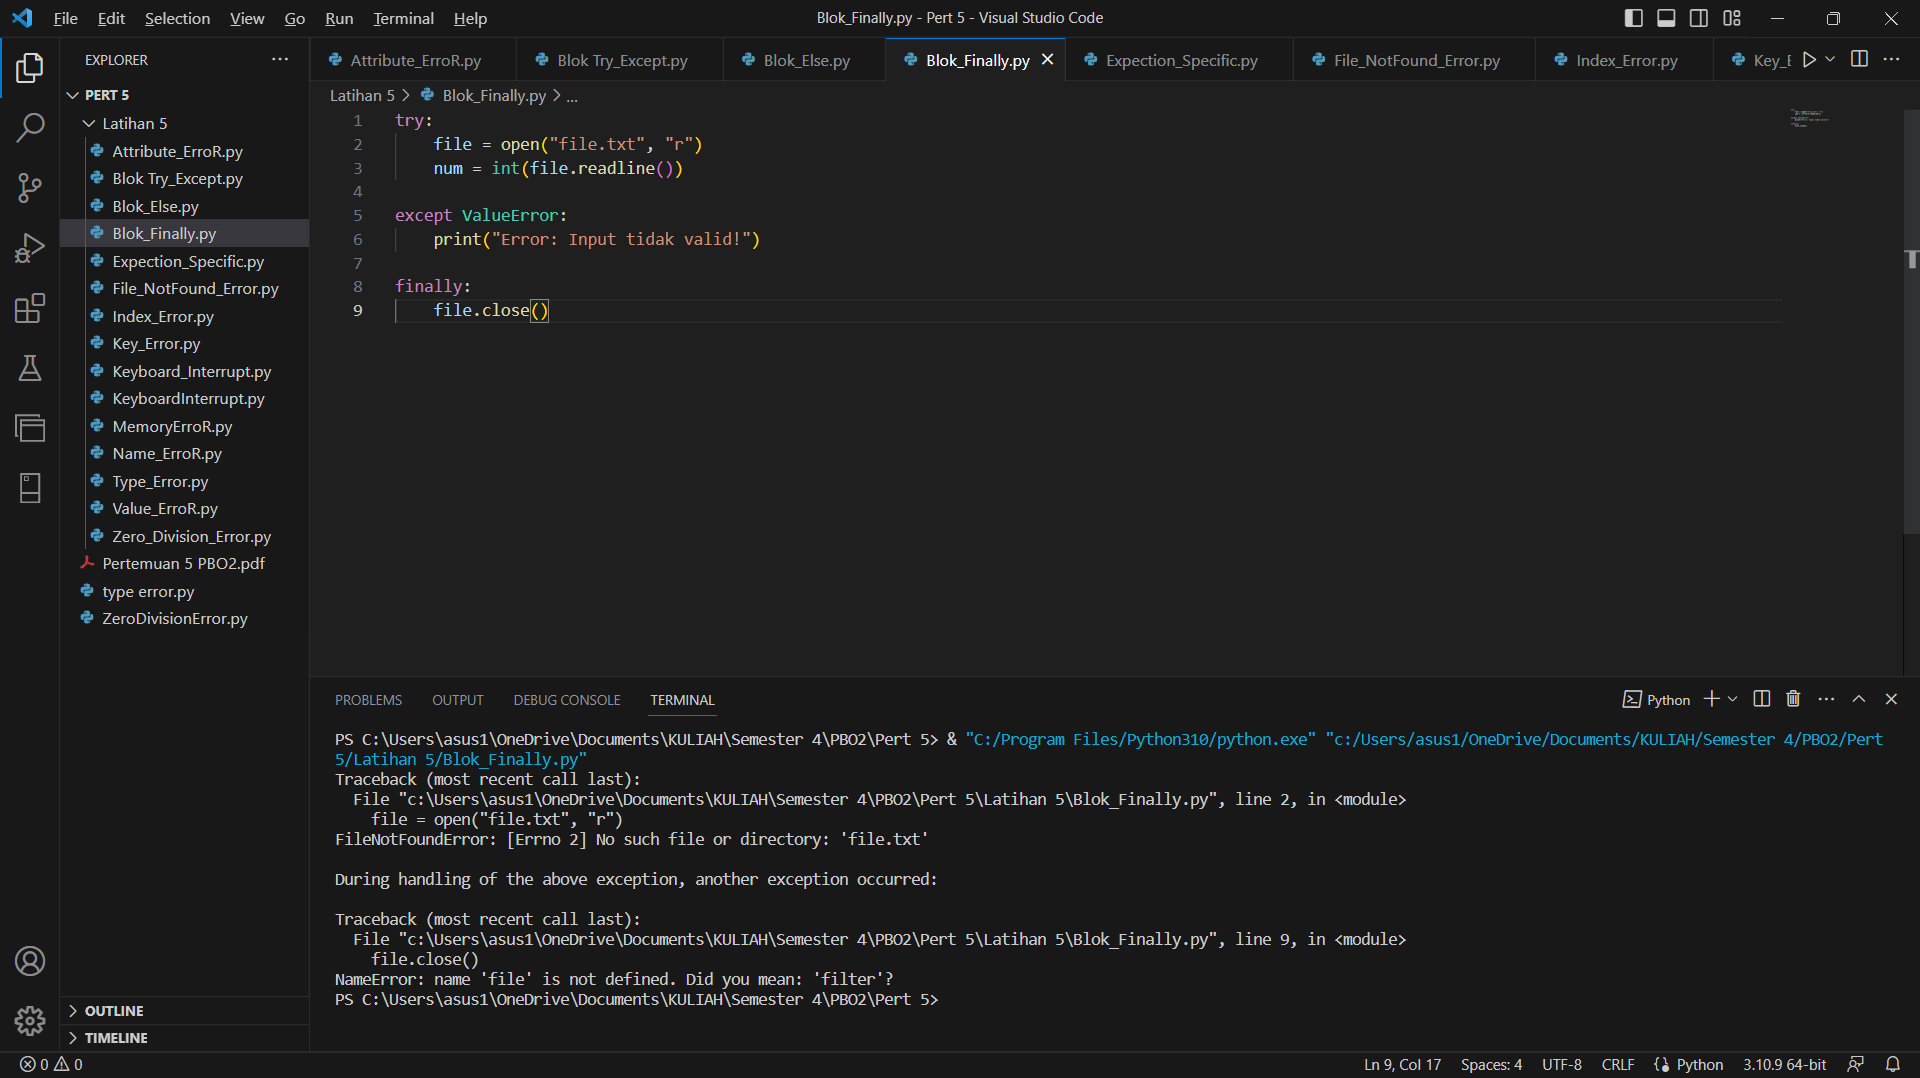 File Edit Selection View Go Run Terminal Help
Blok_Finally.py - Pert 5 - Visual Studio Code
EXPLORER
PERT 5
Latihan 5
Attribute_ErroR.py
Blok Try_Except.py
Blok_Else.py
Blok_Finally.py
Expection_Specific.py
File_NotFound_Error.py
Index_Error.py
Key_Error.py
Keyboard_Interrupt.py
KeyboardInterrupt.py
MemoryErroR.py
Name_ErroR.py
Type_Error.py
Value_ErroR.py
Zero_Division_Error.py
Pertemuan 5 PBO2.pdf
type error.py
ZeroDivisionError.py
OUTLINE
TIMELINE
Attribute_ErroR.py Blok Try_Except.py Blok_Else.py Blok_Finally.py Expection_Specific.py File_NotFound_Error.py Index_Error.py Key_E
Latihan 5 > Blok_Finally.py > ...
1 try:
2 file = open("file.txt", "r")
3 num = int(file.readline())
4
5 except ValueError:
6 print("Error: Input tidak valid!")
7
8 finally:
9 file.close()
PROBLEMS OUTPUT DEBUG CONSOLE TERMINAL
Python
PS C:\Users\asus1\OneDrive\Documents\KULIAH\Semester 4\PBO2\Pert 5> & "C:/Program Files/Python310/python.exe" "c:/Users/asus1/OneDrive/Documents/KULIAH/Semester 4/PBO2/Pert
5/Latihan 5/Blok_Finally.py"
Traceback (most recent call last):
File "c:\Users\asus1\OneDrive\Documents\KULIAH\Semester 4\PBO2\Pert 5\Latihan 5\Blok_Finally.py", line 2, in <module>
file = open("file.txt", "r")
FileNotFoundError: [Errno 2] No such file or directory: 'file.txt'
During handling of the above exception, another exception occurred:
Traceback (most recent call last):
File "c:\Users\asus1\OneDrive\Documents\KULIAH\Semester 4\PBO2\Pert 5\Latihan 5\Blok_Finally.py", line 9, in <module>
file.close()
NameError: name 'file' is not defined. Did you mean: 'filter'?
PS C:\Users\asus1\OneDrive\Documents\KULIAH\Semester 4\PBO2\Pert 5>
0 0
Ln 9, Col 17 Spaces: 4 UTF-8 CRLF Python 3.10.9 64-bit